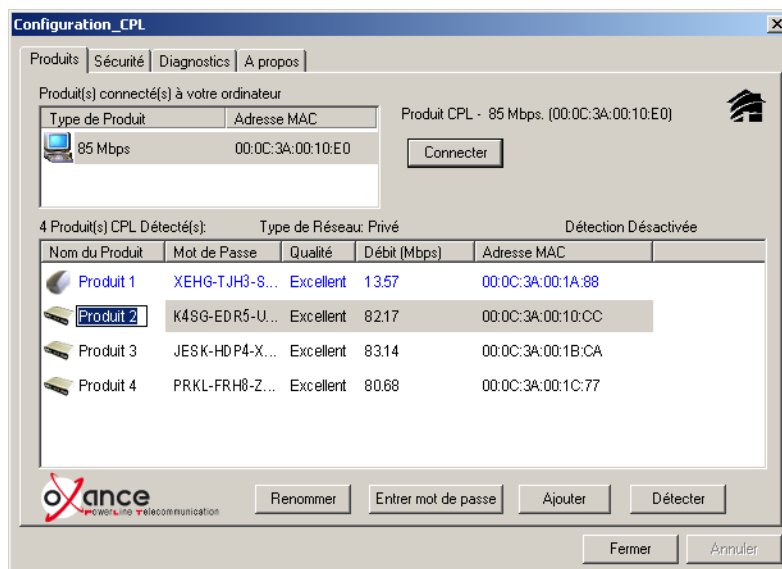 Configuration_CPL
Produits Sécurité Diagnostics A propos
Produit(s) connecté(s) à votre ordinateur
Type de Produit Adresse MAC
85 Mbps 00:0C:3A:00:10:E0
Produit CPL - 85 Mbps. (00:0C:3A:00:10:E0)
Connecter
4 Produit(s) CPL Détecté(s): Type de Réseau: Privé Détection Désactivée
Nom du Produit Mot de Passe Qualité Débit (Mbps) Adresse MAC
Produit 1 XEHG-TJH3-S... Excellent 13.57 00:0C:3A:00:1A:88
Produit 2 K4SG-EDR5-U... Excellent 82.17 00:0C:3A:00:10:CC
Produit 3 JESK-HDP4-X... Excellent 83.14 00:0C:3A:00:1B:CA
Produit 4 PRKL-FRH8-Z... Excellent 80.68 00:0C:3A:00:1C:77
oXance
PowerLine Telecommunication
Renommer Entrer mot de passe Ajouter Détecter
Fermer Annuler